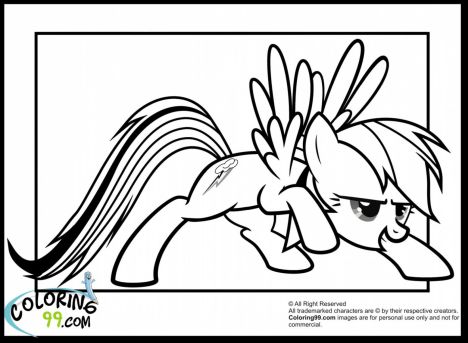 COLORING
99.COM
© All Right Reserved
All trademarked characters are © by their respective creators.
Coloring99.com images are for personal use only and not for
commercial.